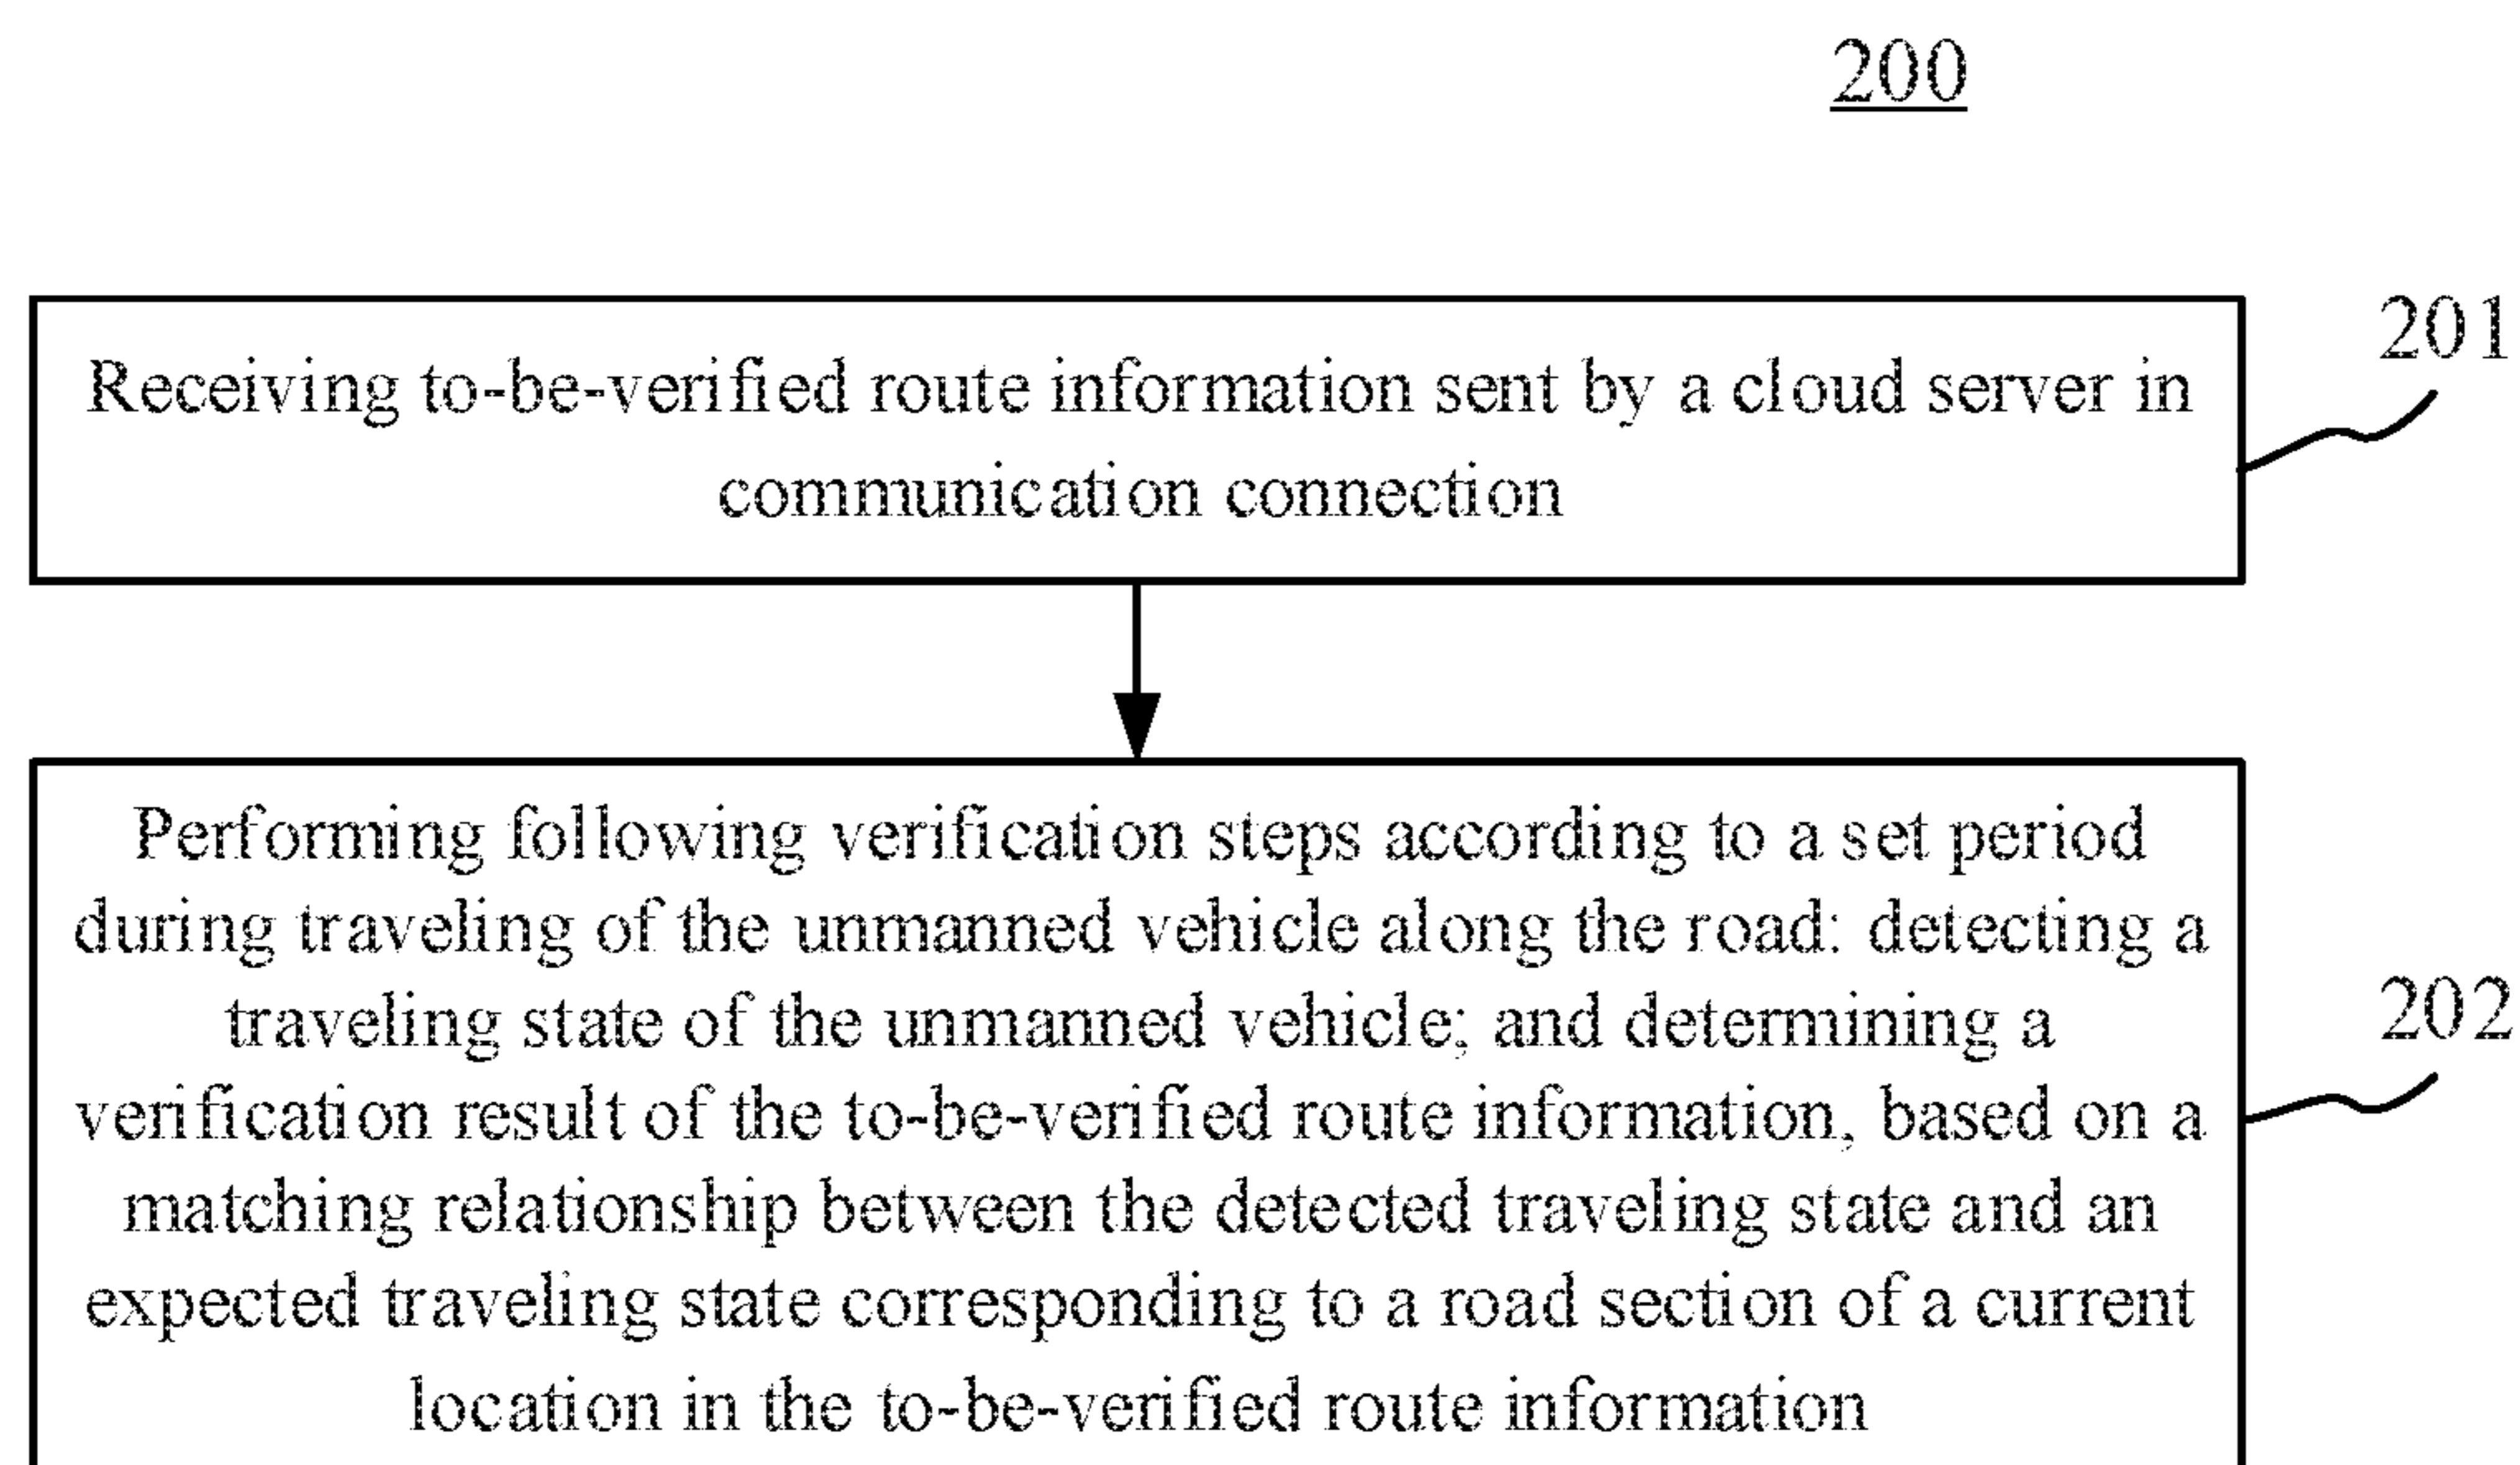 200
201
Receiving to-be-verified route information sent by a cloud server in
communication connection
Performing following verification steps according to a set period
during traveling of the unmanned vehicle along the road: detecting a
202
traveling state of the unmanned vehicle; and determining a
verification result of the to-be-verified route information, based on a
matching relationship between the detected traveling state and an
expected traveling state corresponding to a road section of a current
location in the to-be-verified route information